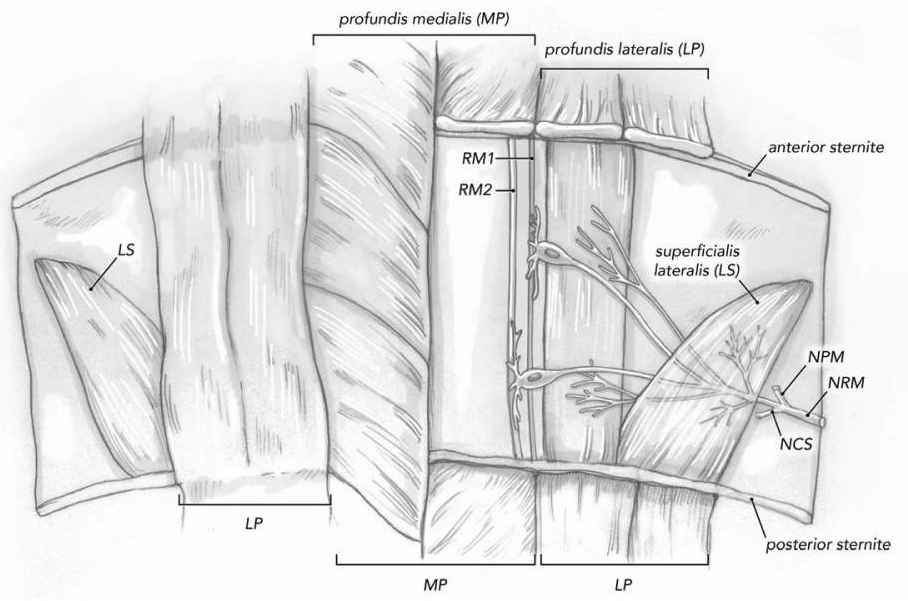 profundis medialis (MP)
profundis lateralis (LP)
RM1
anterior sternite
RM2
LS
superficialis
lateralis (LS)
NPM
NRM
NCS
LP
posterior sternite
MP
LP